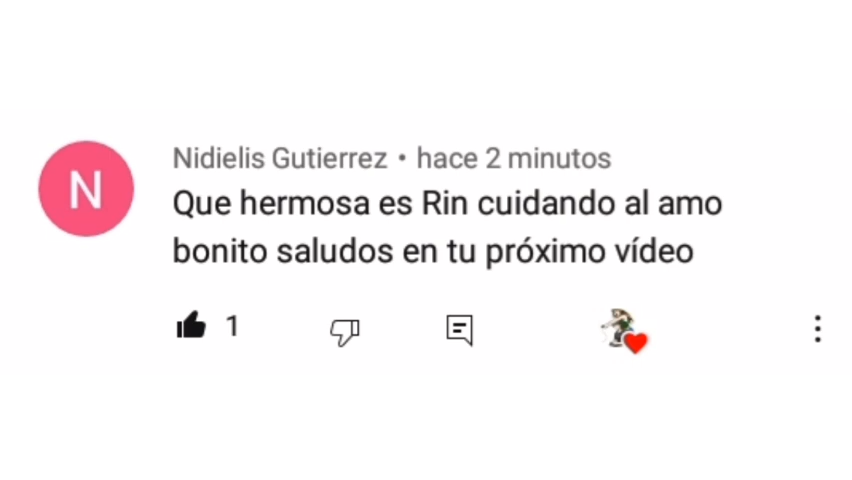 N
Nidielis Gutierrez • hace 2 minutos
Que hermosa es Rin cuidando al amo
bonito saludos en tu próximo vídeo
1